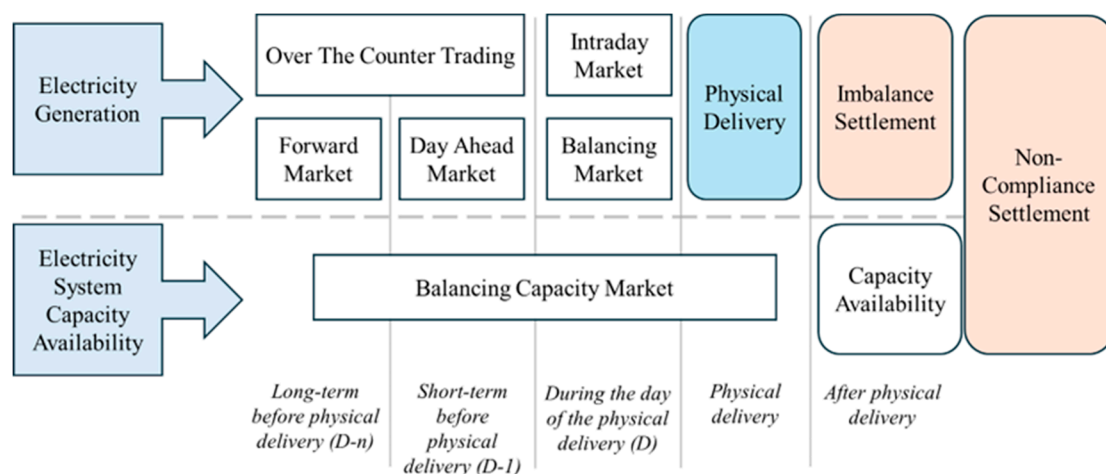 Electricity
Generation
Over The Counter Trading
Intraday
Market
Forward
Market
Day Ahead
Market
Balancing
Market
Physical
Delivery
Imbalance
Settlement
Non-
Compliance
Settlement
Electricity
System
Capacity
Availability
Balancing Capacity Market
Capacity
Availability
Long-term
before physical
delivery (D-n)
Short-term
before
physical
delivery (D-1)
During the day
of the physical
delivery (D)
Physical
delivery
After physical
delivery